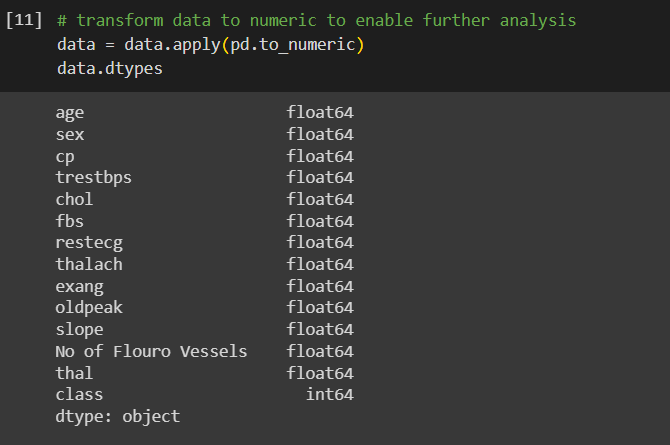 [11] # transform data to numeric to enable further analysis
data = data.apply(pd.to_numeric)
data.dtypes
age float64
sex float64
cp float64
trestbps float64
chol float64
fbs float64
restecg float64
thalach float64
exang float64
oldpeak float64
slope float64
No of Flouro Vessels float64
thal float64
class int64
dtype: object